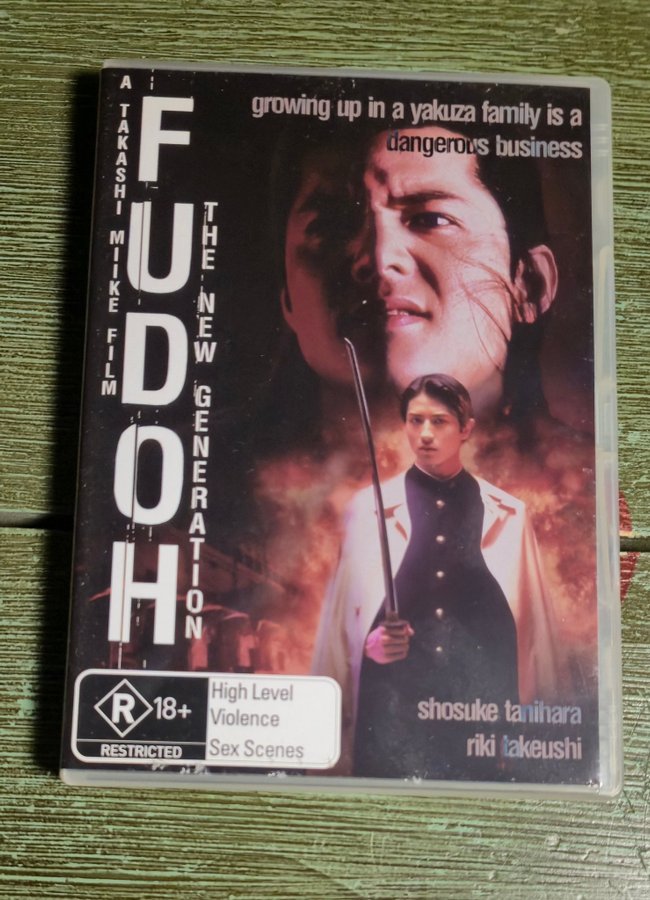 A TAKASHI MIIKE FILM
FUDOH
THE NEW GENERATION
growing up in a yakuza family is a
dangerous business
shosuke tanihara
riki takeushi
R 18+
RESTRICTED
High Level
Violence
Sex Scenes